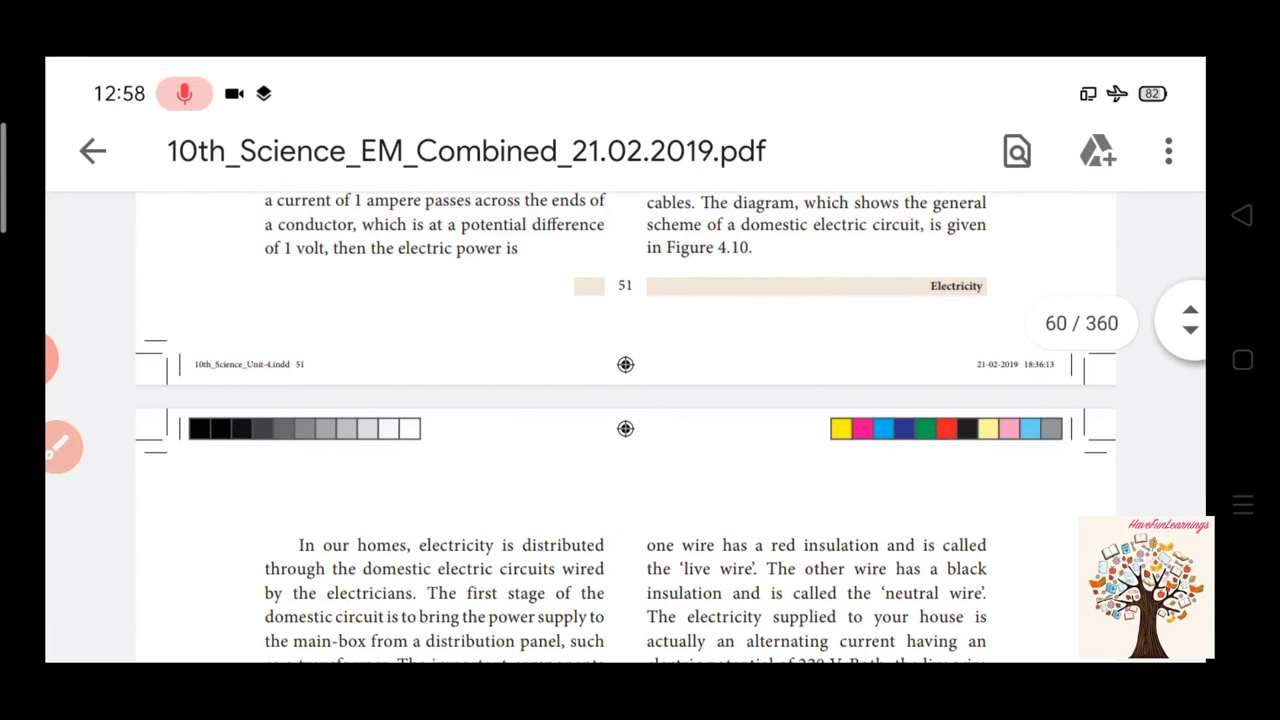 12:58
82
10th_Science_EM_Combined_21.02.2019.pdf
a current of 1 ampere passes across the ends of
a conductor, which is at a potential difference
of 1 volt, then the electric power is
cables. The diagram, which shows the general
scheme of a domestic electric circuit, is given
in Figure 4.10.
51
Electricity
60 / 360
10th_Science_Unit-4.indd 51
21-02-2019 18:36:13
In our homes, electricity is distributed
through the domestic electric circuits wired
by the electricians. The first stage of the
domestic circuit is to bring the power supply to
the main-box from a distribution panel, such
one wire has a red insulation and is called
the ‘live wire’. The other wire has a black
insulation and is called the ‘neutral wire’.
The electricity supplied to your house is
actually an alternating current having an
HaveFunLearnings